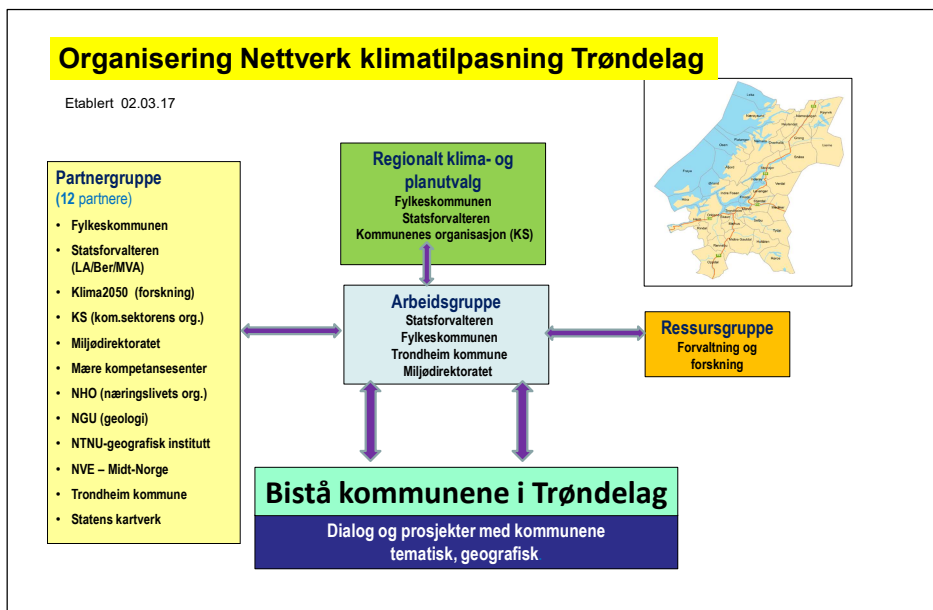 Organisering Nettverk klimatilpasning Trøndelag
Etablert 02.03.17
Partnergruppe
(12 partnere)
• Fylkeskommunen
• Statsforvalteren
(LA/Ber/MVA)
• Klima2050 (forskning)
• KS (kom.sektorens org.)
• Miljødirektoratet
• Mære kompetansesenter
• NHO (næringslivets org.)
• NGU (geologi)
• NTNU-geografisk institutt
• NVE – Midt-Norge
• Trondheim kommune
• Statens kartverk
Regionalt klima- og
planutvalg
Fylkeskommunen
Statsforvalteren
Kommunenes organisasjon (KS)
Arbeidsgruppe
Statsforvalteren
Fylkeskommunen
Trondheim kommune
Miljødirektoratet
Ressursgruppe
Forvaltning og
forskning
Bistå kommunene i Trøndelag
Dialog og prosjekter med kommunene
tematisk, geografisk